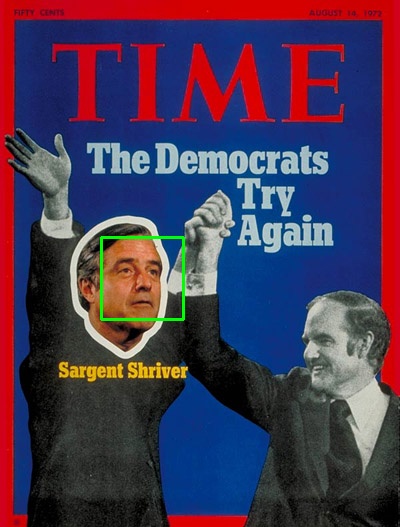 FIFTY CENTS AUGUST 14, 1972
TIME
The Democrats
Try
Again
Sargent Shriver